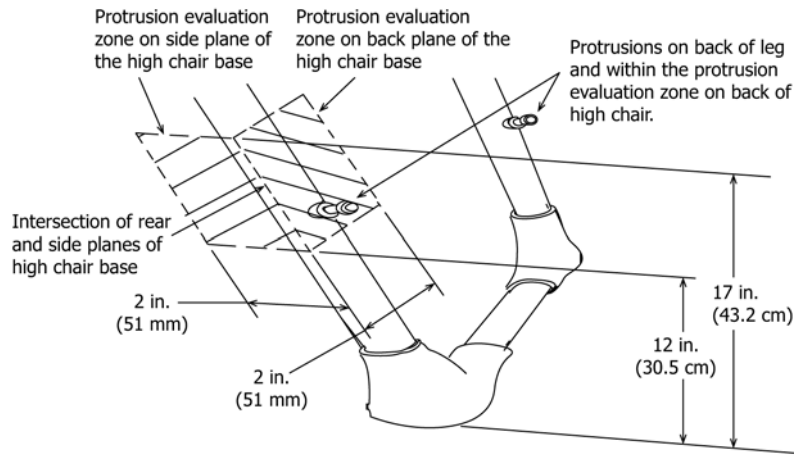 Protrusion evaluation
zone on side plane of
the high chair base
Protrusion evaluation
zone on back plane of the
high chair base
Protrusions on back of leg
and within the protrusion
evaluation zone on back of
high chair.
Intersection of rear
and side planes of
high chair base
2 in.
(51 mm)
2 in.
(51 mm)
17 in.
(43.2 cm)
12 in.
(30.5 cm)